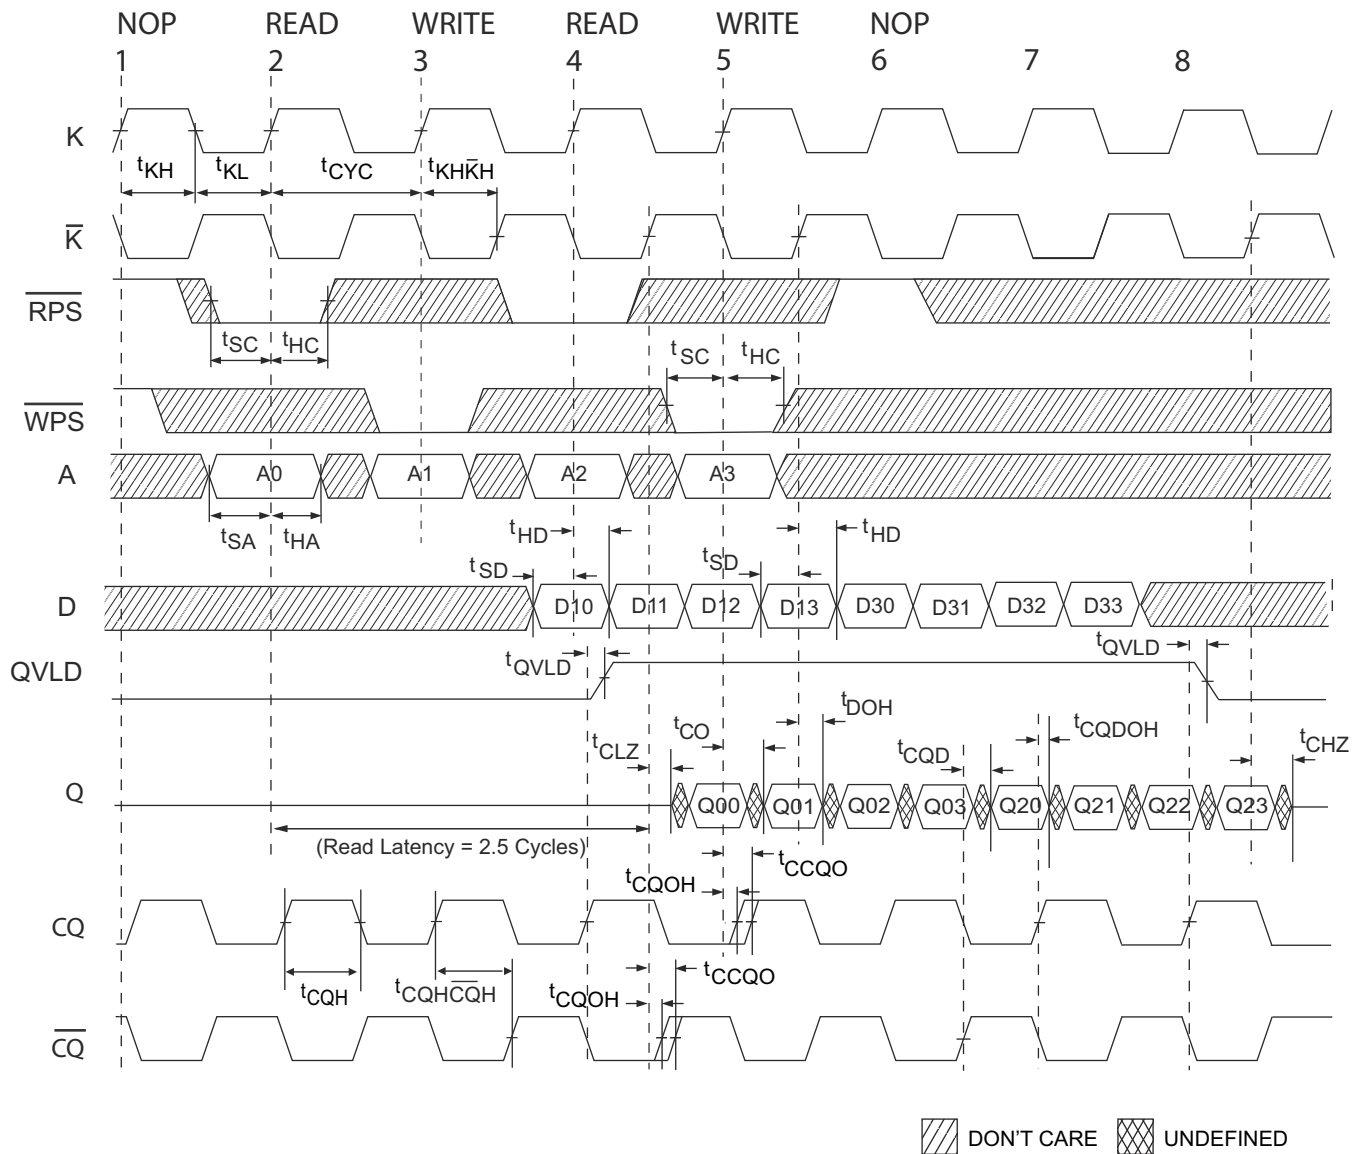 NOP READ WRITE READ WRITE NOP
1 2 3 4 5 6 7 8
K
tKH tKL tCYC tKHK̅H
K̅
R̅P̅S̅
tSC tHC tSC tHC
W̅P̅S̅
A A0 A1 A2 A3
tSA tHA tHD tHD
tSD tSD
D D10 D11 D12 D13 D30 D31 D32 D33
QVLD tQVLD tQVLD
tCLZ tCO tDOH tCQD tCQDOH tCHZ
Q Q00 Q01 Q02 Q03 Q20 Q21 Q22 Q23
(Read Latency = 2.5 Cycles)
tCQOH tCCQO
CQ
tCQH tCQHC̅Q̅H tCQOH tCCQO
C̅Q̅
DON'T CARE UNDEFINED